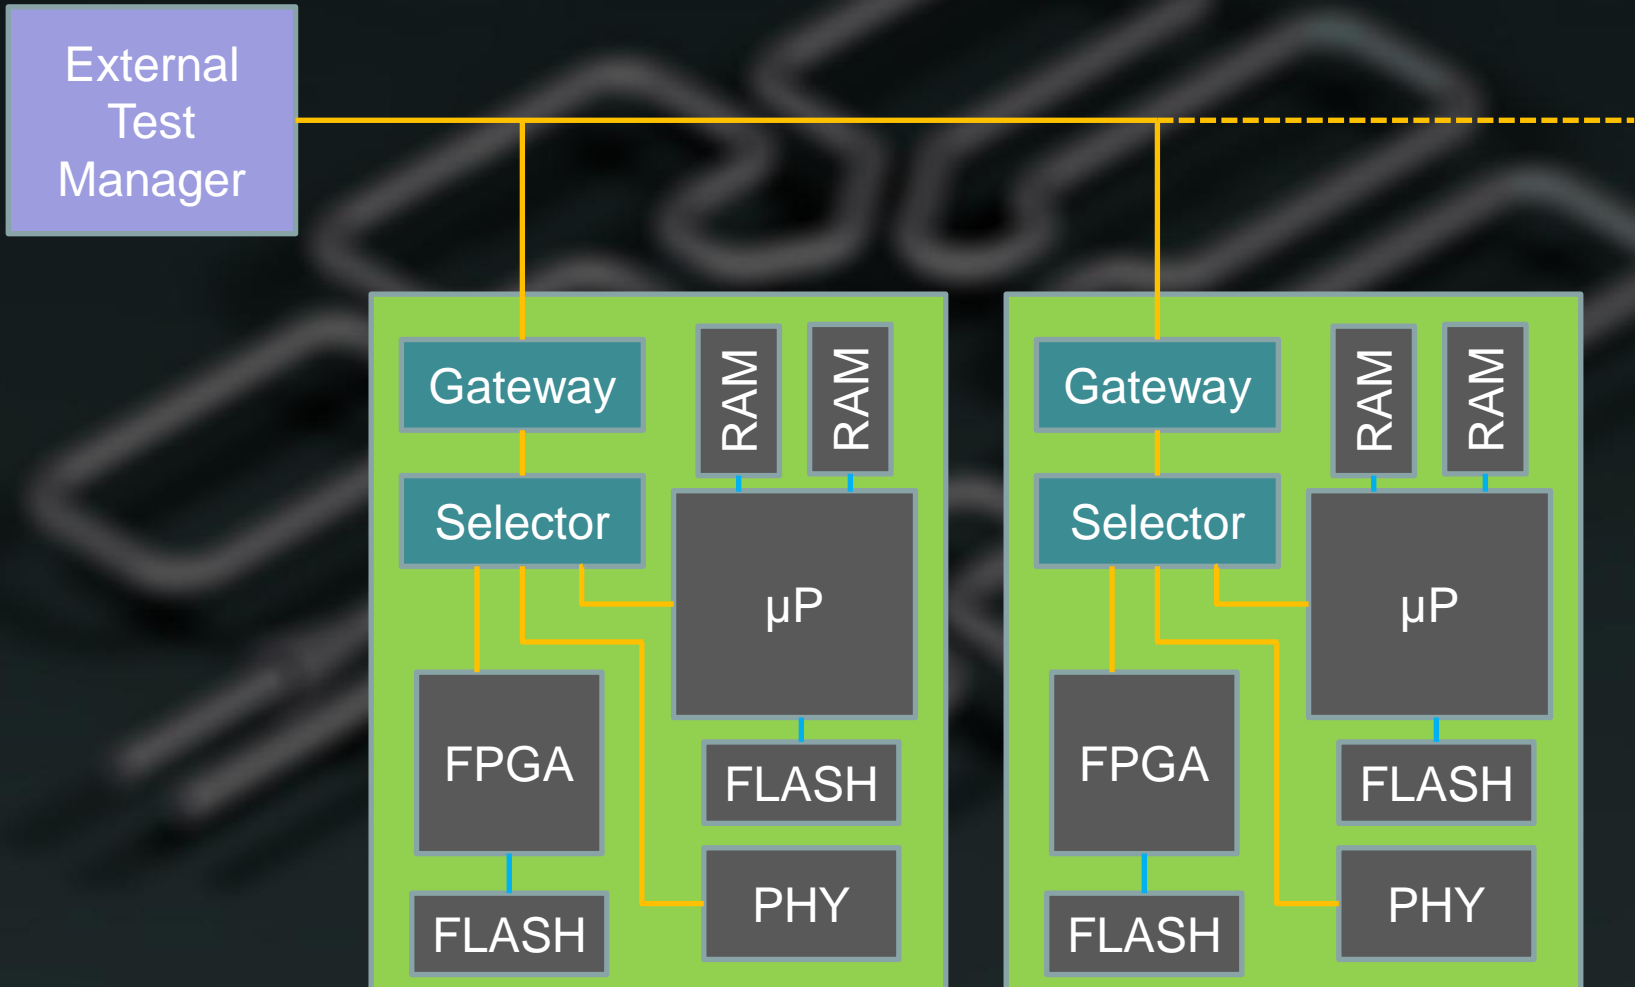 External
Test
Manager
Gateway
RAM
RAM
Selector
µP
FPGA
FLASH
PHY
FLASH
Gateway
RAM
RAM
Selector
µP
FPGA
FLASH
PHY
FLASH